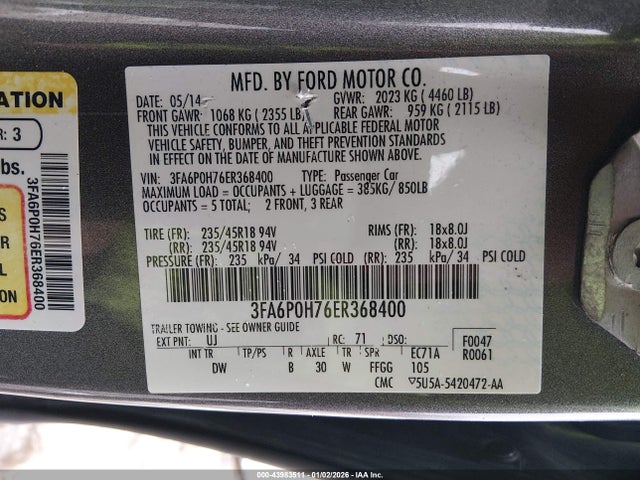 ATION
R: 3
bs.
3FA6P0H76ER368400
MFD. BY FORD MOTOR CO.
DATE: 05/14 GVWR: 2023 KG ( 4460 LB)
FRONT GAWR: 1068 KG ( 2355 LB) REAR GAWR: 959 KG ( 2115 LB)
THIS VEHICLE CONFORMS TO ALL APPLICABLE FEDERAL MOTOR
VEHICLE SAFETY, BUMPER, AND THEFT PREVENTION STANDARDS
IN EFFECT ON THE DATE OF MANUFACTURE SHOWN ABOVE.
VIN: 3FA6P0H76ER368400 TYPE: Passenger Car
MAXIMUM LOAD = OCCUPANTS + LUGGAGE = 385KG/ 850LB
OCCUPANTS = 5 TOTAL; 2 FRONT, 3 REAR
TIRE (FR): 235/45R18 94V RIMS (FR): 18x8.0J
(RR): 235/45R18 94V (RR): 18x8.0J
PRESSURE (FR): 235 kPa/ 34 PSI COLD (RR): 235 kPa/ 34 PSI COLD
3FA6P0H76ER368400
TRAILER TOWING - SEE OWNER GUIDE
EXT PNT: UJ RC: 71 DSO: F0047
R0061
INT TR TP/PS R AXLE TR SPR EC71A
DW B 30 W FFGG 105
CMC 5U5A-5420472-AA
000-43983511 - 01/02/2026 - IAA Inc.